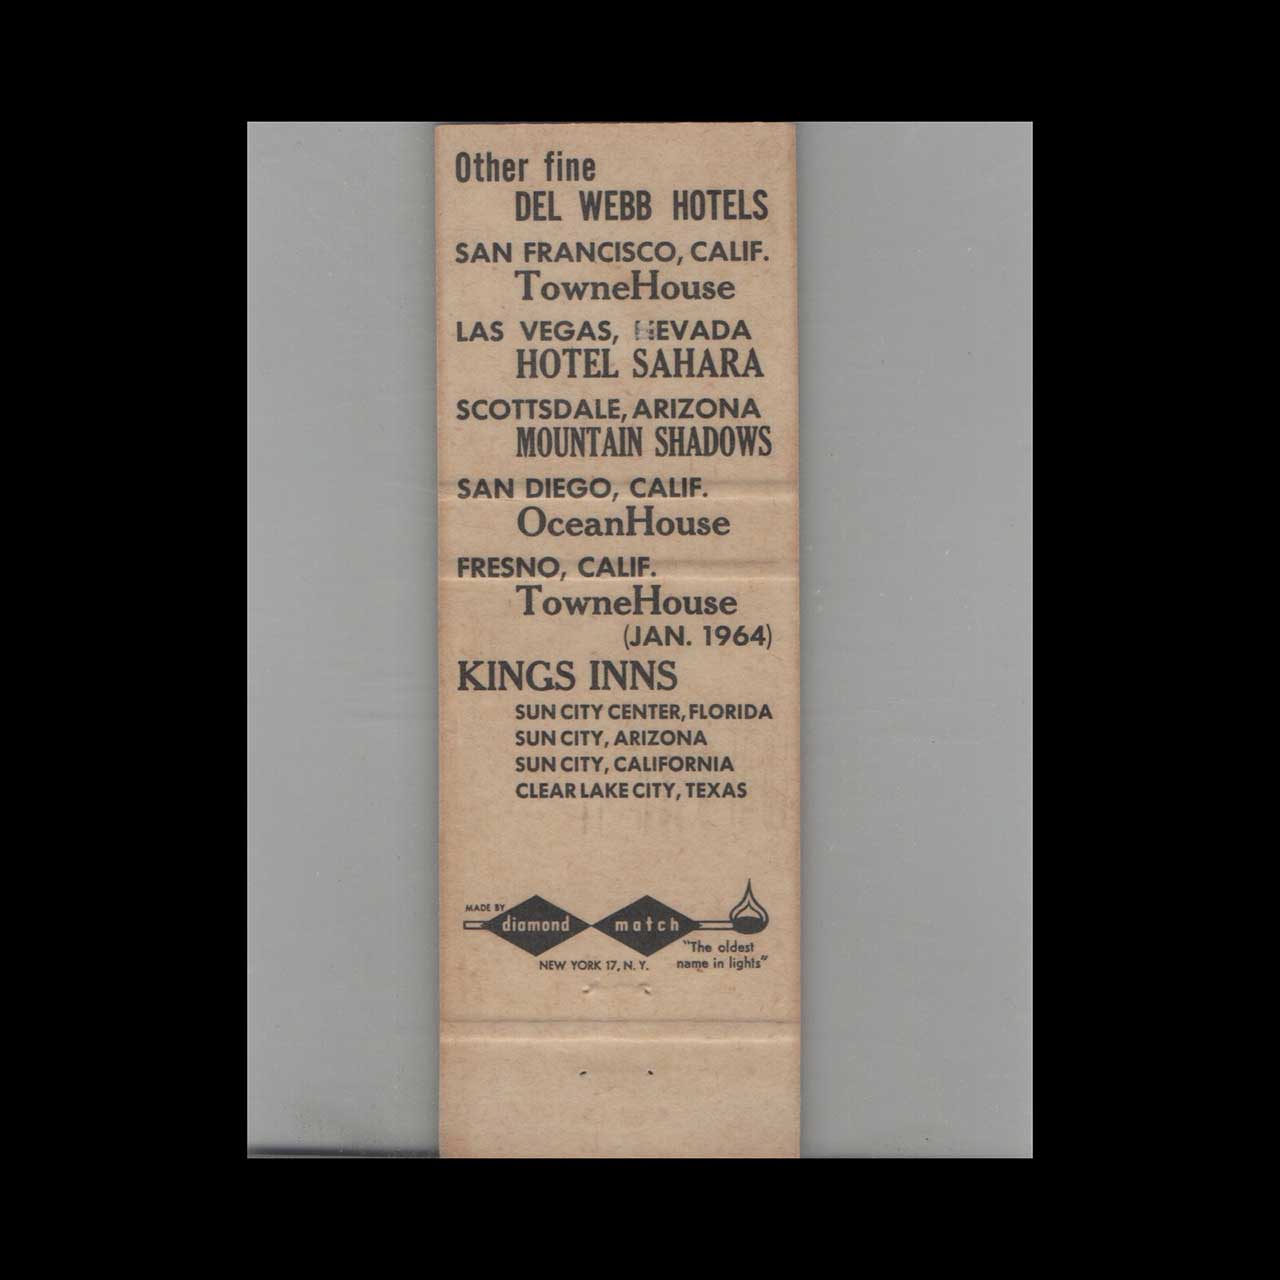 Other fine
DEL WEBB HOTELS
SAN FRANCISCO, CALIF.
TowneHouse
LAS VEGAS, NEVADA
HOTEL SAHARA
SCOTTSDALE, ARIZONA
MOUNTAIN SHADOWS
SAN DIEGO, CALIF.
OceanHouse
FRESNO, CALIF.
TowneHouse
(JAN. 1964)
KINGS INNS
SUN CITY CENTER, FLORIDA
SUN CITY, ARIZONA
SUN CITY, CALIFORNIA
CLEAR LAKE CITY, TEXAS
MADE BY
diamond match
"The oldest
name in lights"
NEW YORK 17, N. Y.